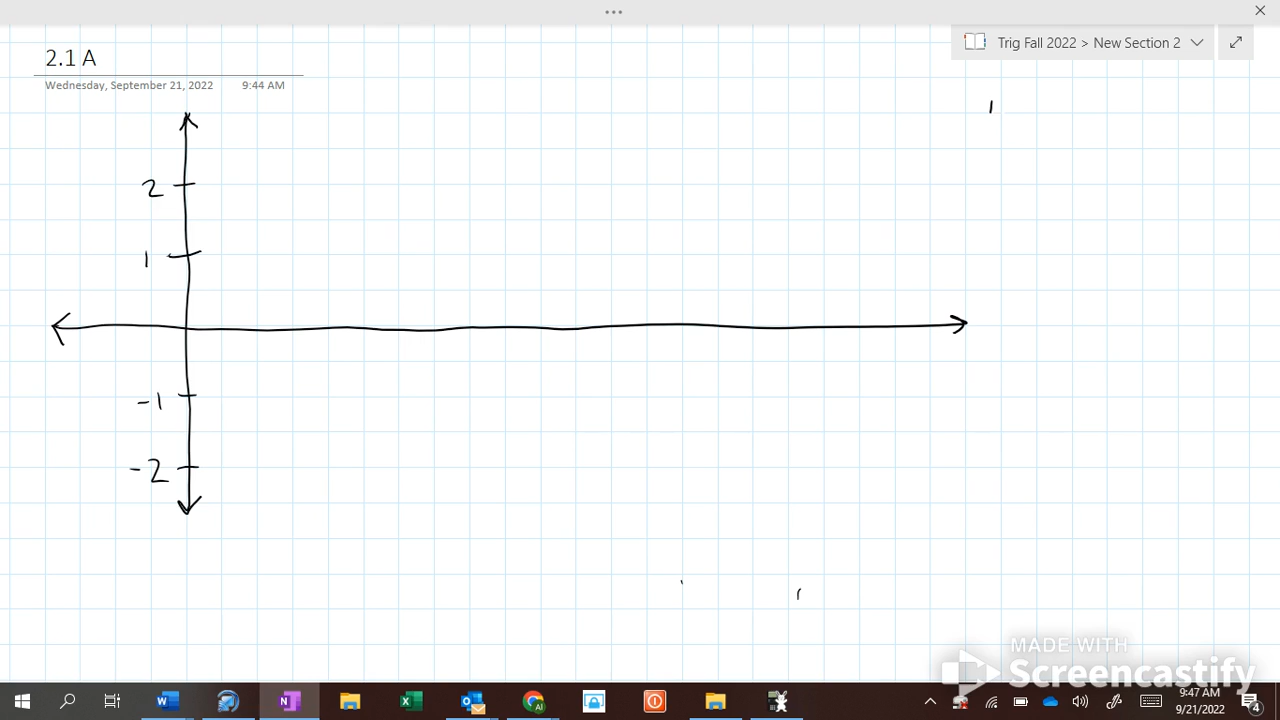 2.1 A
Trig Fall 2022 > New Section 2
Wednesday, September 21, 2022 9:44 AM
2
1
-1
-2
MADE WITH
Screencastify
9:47 AM
9/21/2022
4